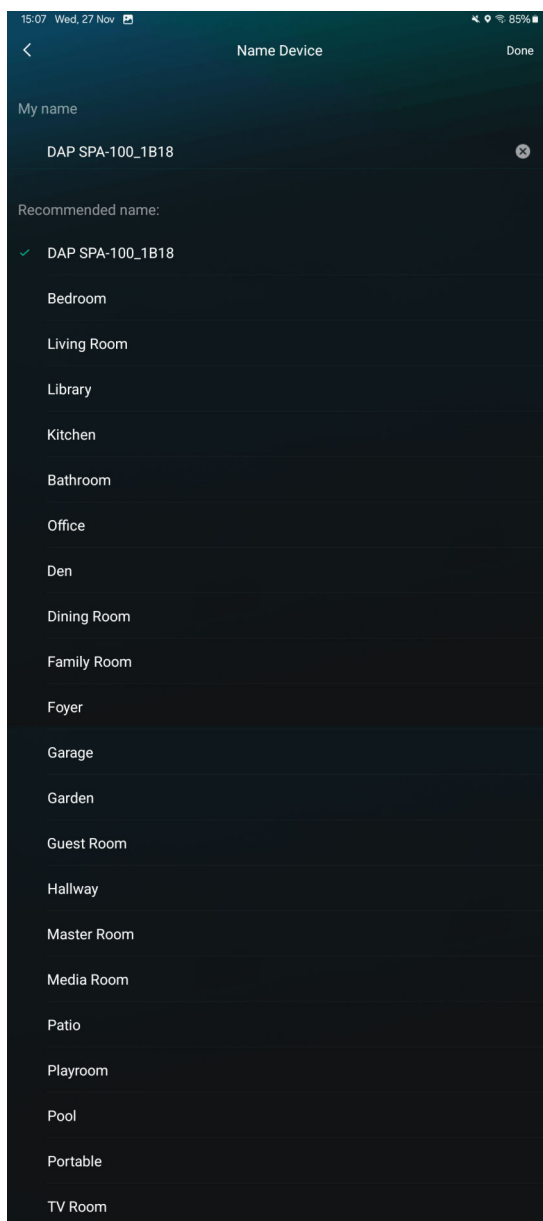 15:07 Wed, 27 Nov 85%
Name Device Done
My name
DAP SPA-100_1B18
Recommended name:
DAP SPA-100_1B18
Bedroom
Living Room
Library
Kitchen
Bathroom
Office
Den
Dining Room
Family Room
Foyer
Garage
Garden
Guest Room
Hallway
Master Room
Media Room
Patio
Playroom
Pool
Portable
TV Room